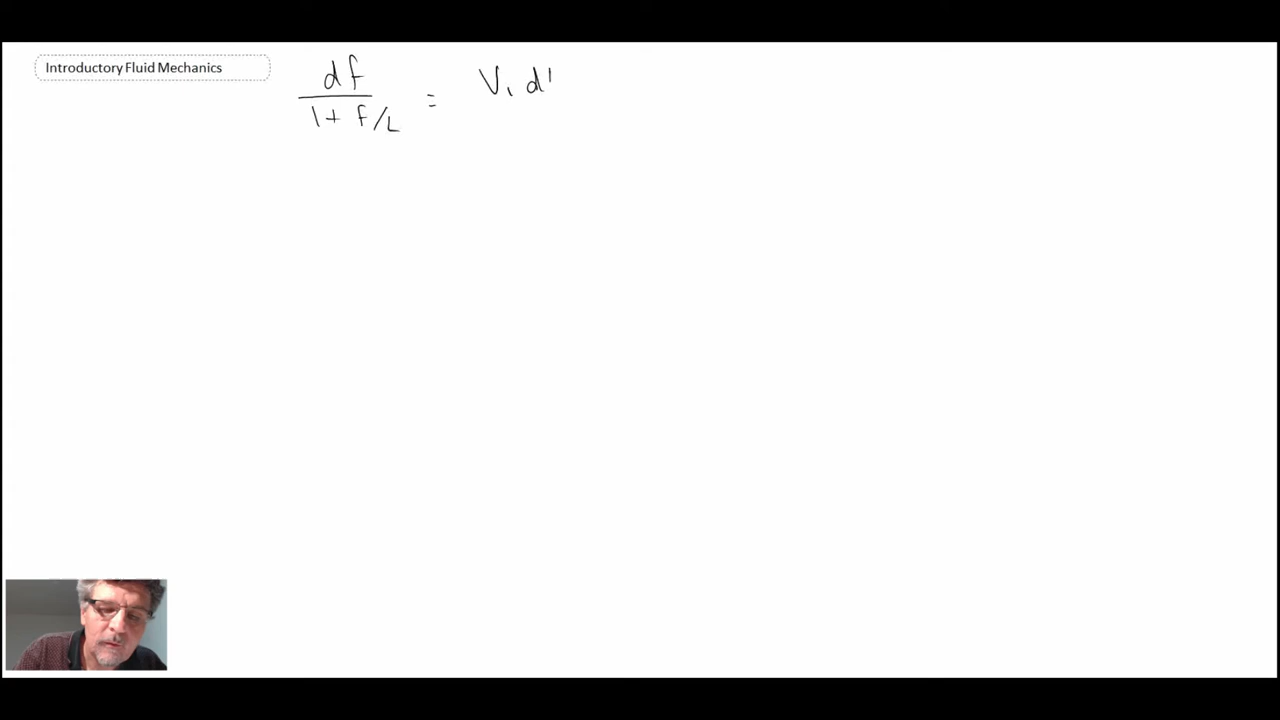 Introductory Fluid Mechanics
df
= V₁ d
1 + f/L